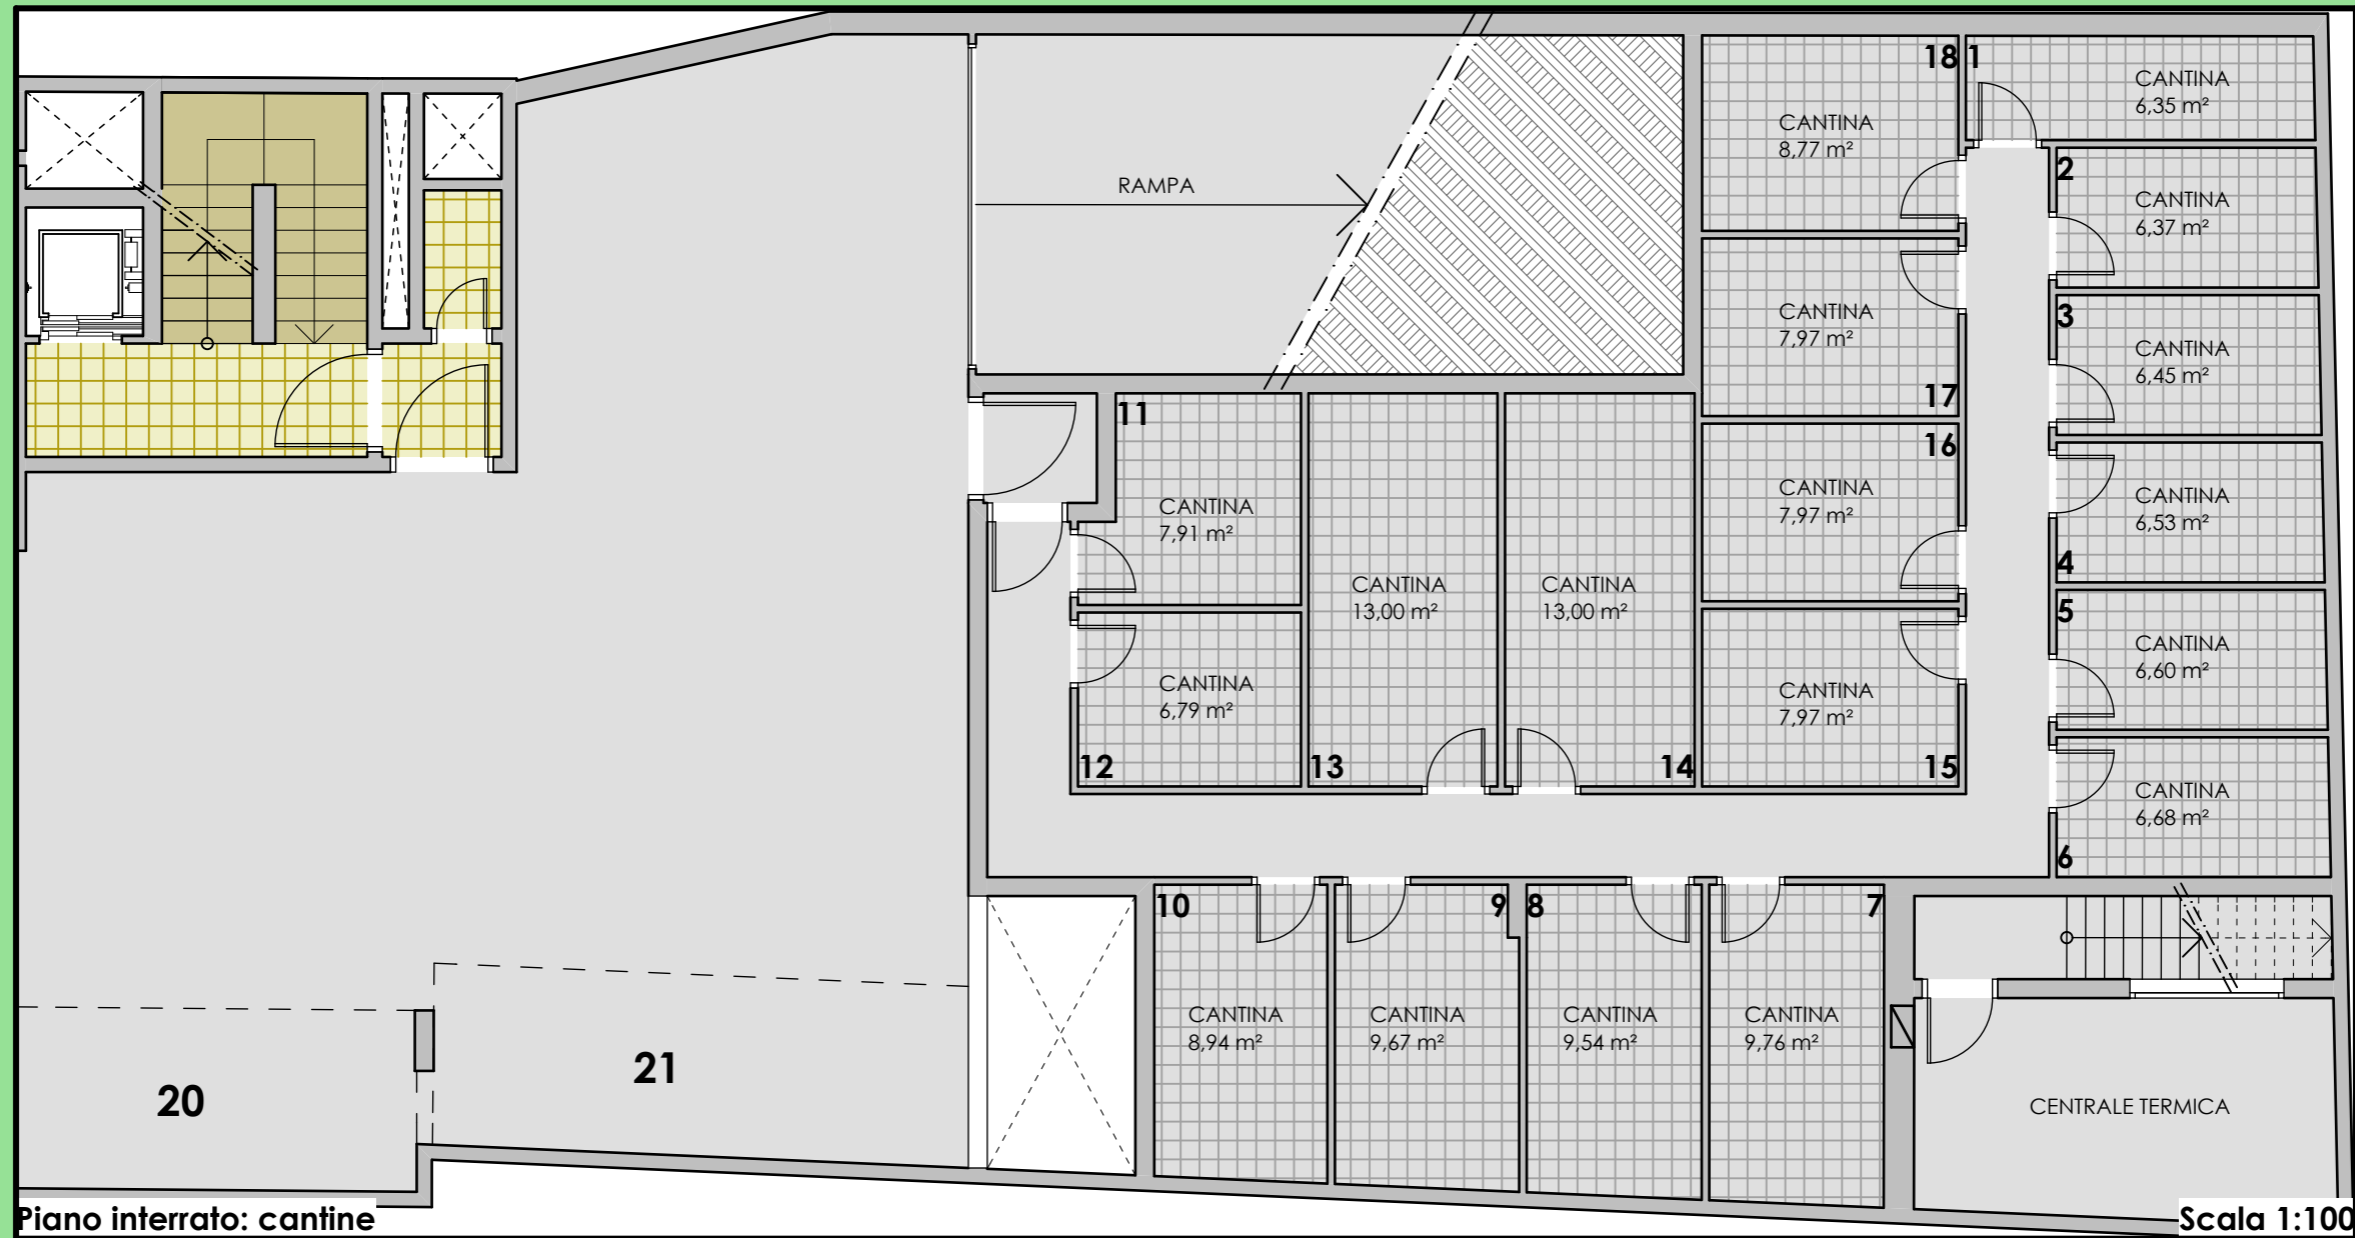 18
1
CANTINA
6,35 m²
CANTINA
8,77 m²
2
CANTINA
6,37 m²
RAMPA
3
CANTINA
6,45 m²
CANTINA
7,97 m²
17
11
16
CANTINA
7,97 m²
4
CANTINA
6,53 m²
CANTINA
7,91 m²
CANTINA
13,00 m²
CANTINA
13,00 m²
5
CANTINA
6,60 m²
CANTINA
6,79 m²
CANTINA
7,97 m²
12
13
14
15
CANTINA
6,68 m²
6
10
9
8
7
CANTINA
8,94 m²
CANTINA
9,67 m²
CANTINA
9,54 m²
CANTINA
9,76 m²
20
21
CENTRALE TERMICA
Piano interrato: cantine
Scala 1:100